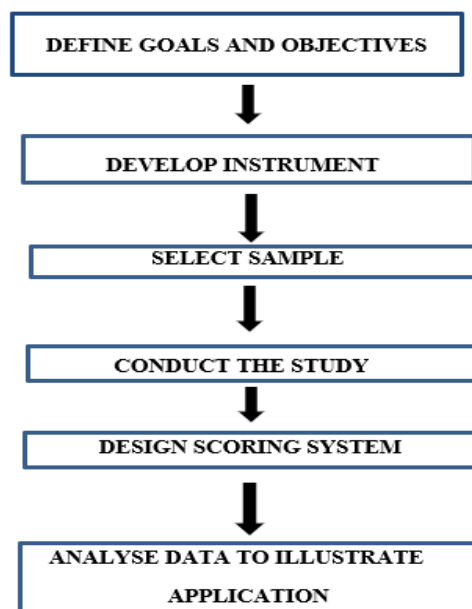 DEFINE GOALS AND OBJECTIVES
DEVELOP INSTRUMENT
SELECT SAMPLE
CONDUCT THE STUDY
DESIGN SCORING SYSTEM
ANALYSE DATA TO ILLUSTRATE
APPLICATION